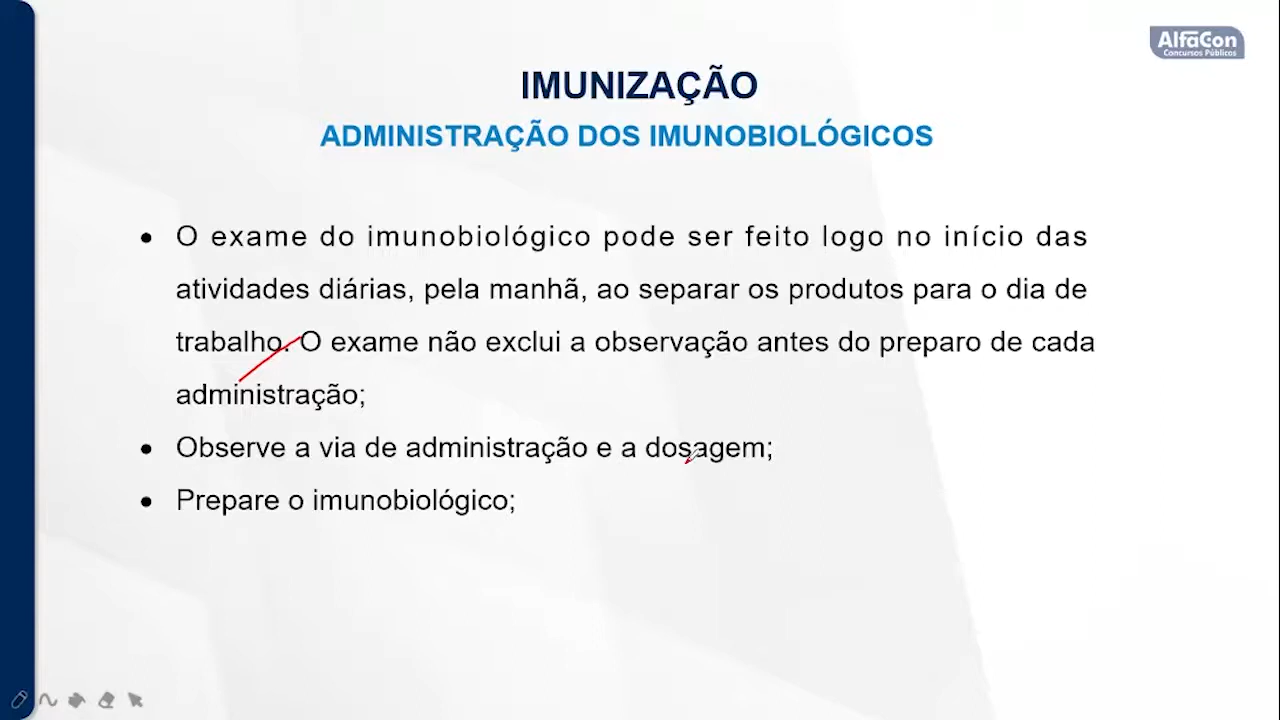 AlfaCon
Concursos Públicos
IMUNIZAÇÃO
ADMINISTRAÇÃO DOS IMUNOBIOLÓGICOS
• O exame do imunobiológico pode ser feito logo no início das
atividades diárias, pela manhã, ao separar os produtos para o dia de
trabalho. O exame não exclui a observação antes do preparo de cada
administração;
• Observe a via de administração e a dosagem;
• Prepare o imunobiológico;